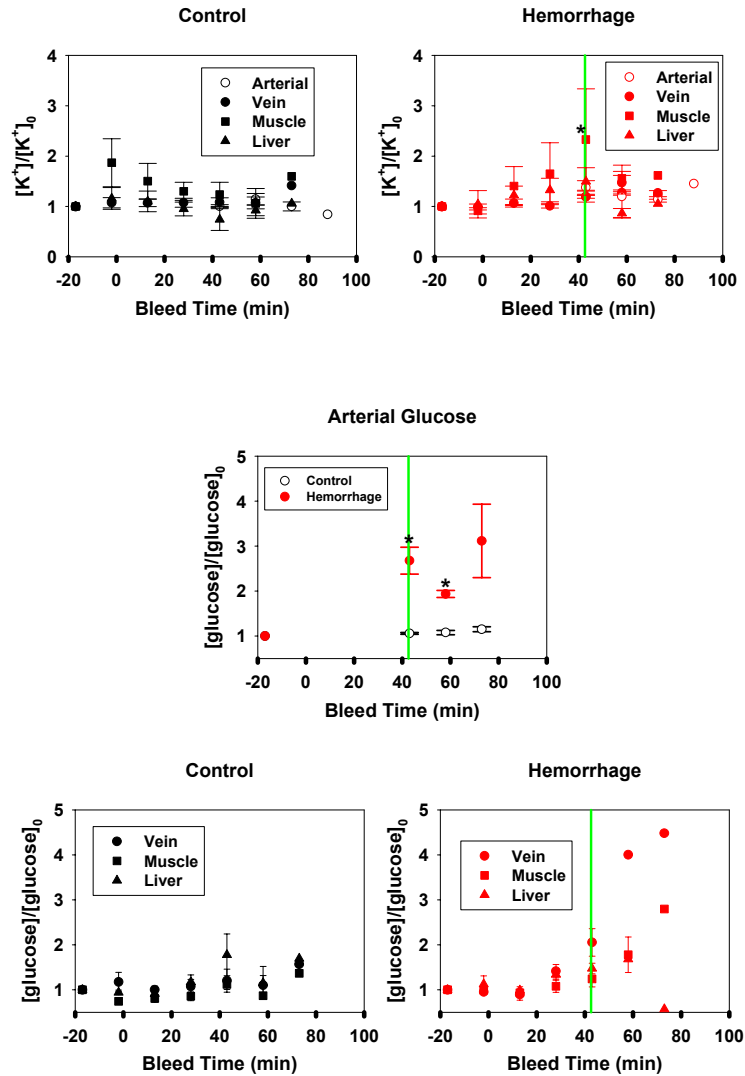 Control
Hemorrhage
4
3
2
1
0
[K⁺]/[K⁺]₀
Arterial
Vein
Muscle
Liver
-20 0 20 40 60 80 100
Bleed Time (min)
4
3
2
1
0
[K⁺]/[K⁺]₀
*
Arterial
Vein
Muscle
Liver
-20 0 20 40 60 80 100
Bleed Time (min)
Arterial Glucose
5
4
3
2
1
[glucose]/[glucose]₀
Control
Hemorrhage
*
*
-20 0 20 40 60 80 100
Bleed Time (min)
Control
Hemorrhage
5
4
3
2
1
[glucose]/[glucose]₀
Vein
Muscle
Liver
-20 0 20 40 60 80 100
Bleed Time (min)
5
4
3
2
1
[glucose]/[glucose]₀
Vein
Muscle
Liver
-20 0 20 40 60 80 100
Bleed Time (min)